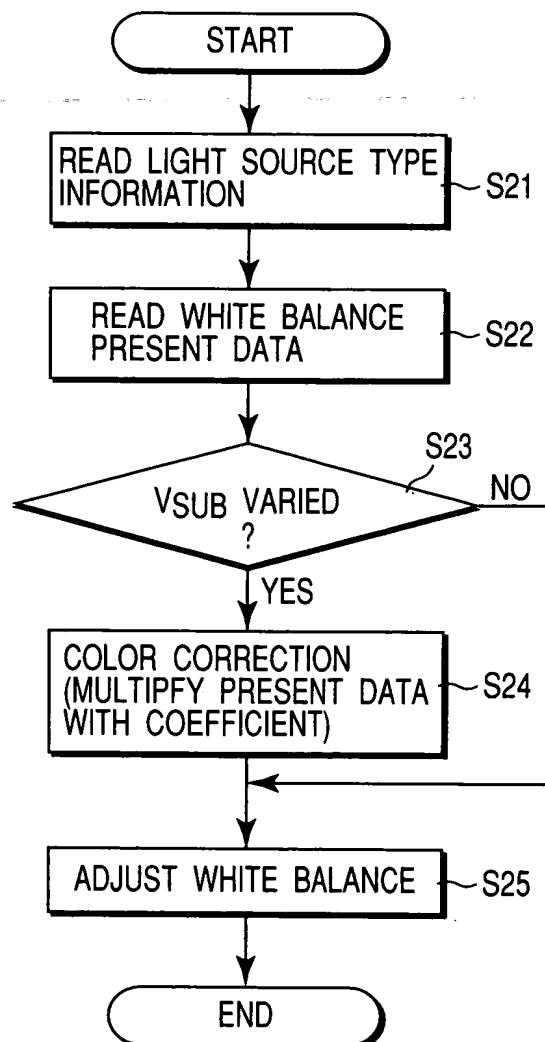 START
READ LIGHT SOURCE TYPE
INFORMATION
S21
READ WHITE BALANCE
PRESENT DATA
S22
S23
VSUB VARIED
?
NO
YES
COLOR CORRECTION
(MULTIPFY PRESENT DATA
WITH COEFFICIENT)
S24
ADJUST WHITE BALANCE
S25
END